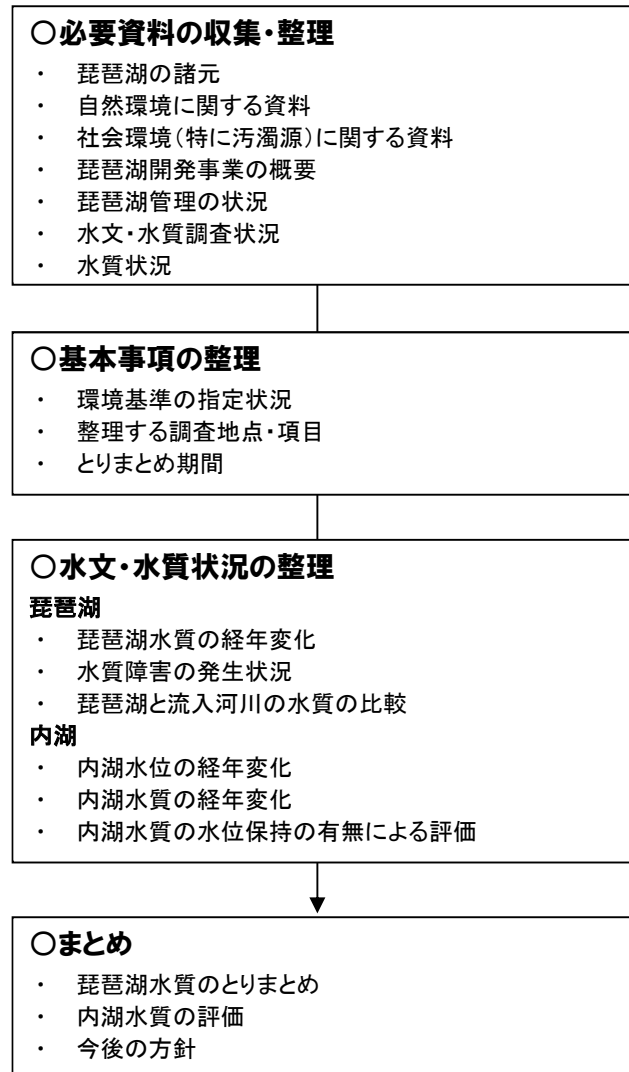 ○必要資料の収集・整理
・ 琵琶湖の諸元
・ 自然環境に関する資料
・ 社会環境（特に汚濁源）に関する資料
・ 琵琶湖開発事業の概要
・ 琵琶湖管理の状況
・ 水文・水質調査状況
・ 水質状況
○基本事項の整理
・ 環境基準の指定状況
・ 整理する調査地点・項目
・ とりまとめ期間
○水文・水質状況の整理
琵琶湖
・ 琵琶湖水質の経年変化
・ 水質障害の発生状況
・ 琵琶湖と流入河川の水質の比較
内湖
・ 内湖水位の経年変化
・ 内湖水質の経年変化
・ 内湖水質の水位保持の有無による評価
○まとめ
・ 琵琶湖水質のとりまとめ
・ 内湖水質の評価
・ 今後の方針